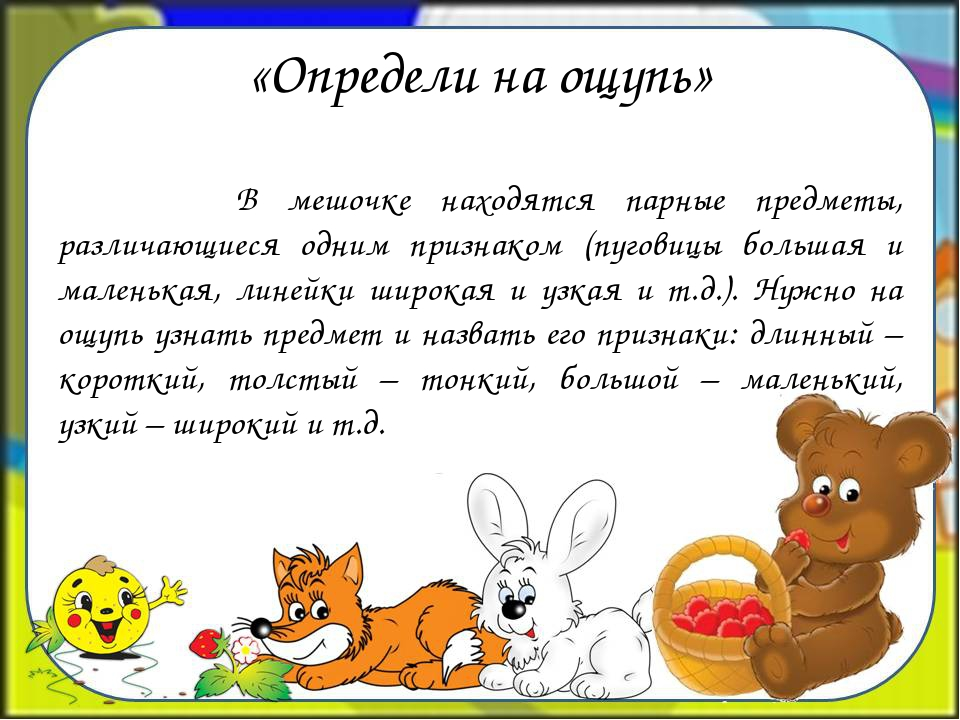 «Определи на ощупь»
В мешочке находятся парные предметы,
различающиеся одним признаком (пуговицы большая и
маленькая, линейки широкая и узкая и т.д.). Нужно на
ощупь узнать предмет и назвать его признаки: длинный –
короткий, толстый – тонкий, большой – маленький,
узкий – широкий и т.д.